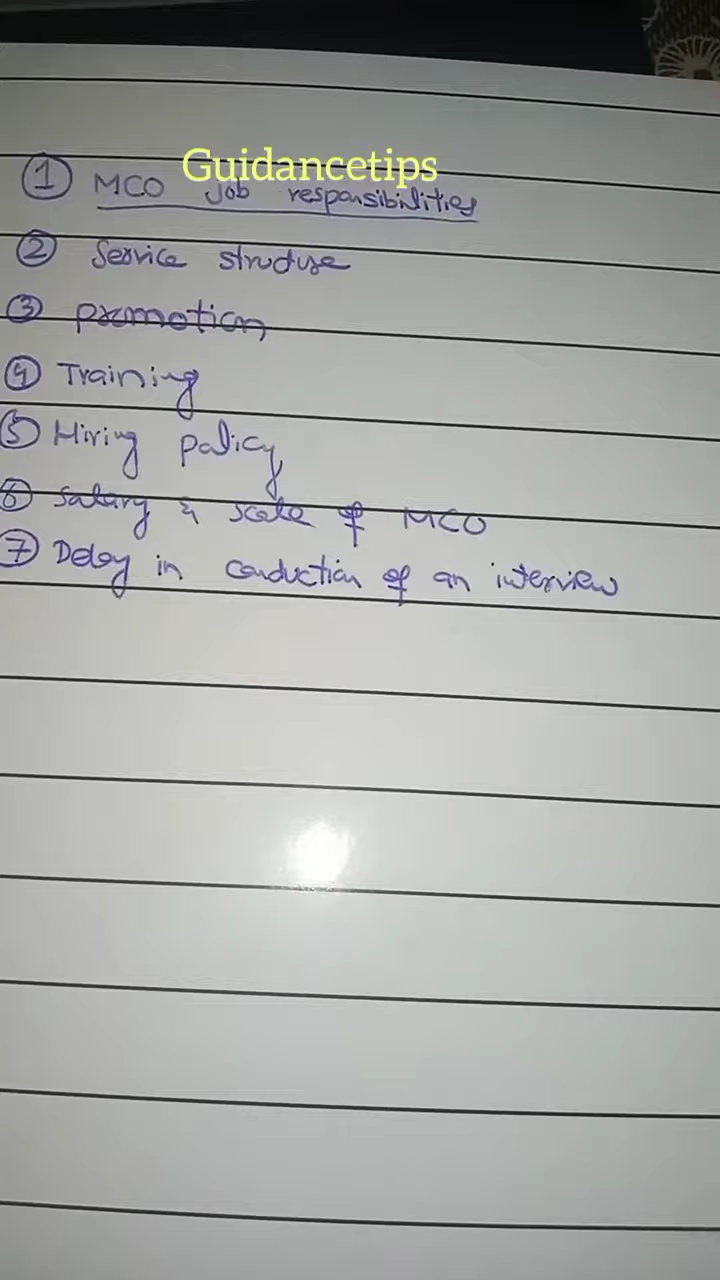 Guidancetips
① MCO Job responsibilities
② Service structure
③ promotion
④ Training
⑤ Hiring policy
⑥ Salary & scale of MCO
⑦ Delay in conduction of an interview